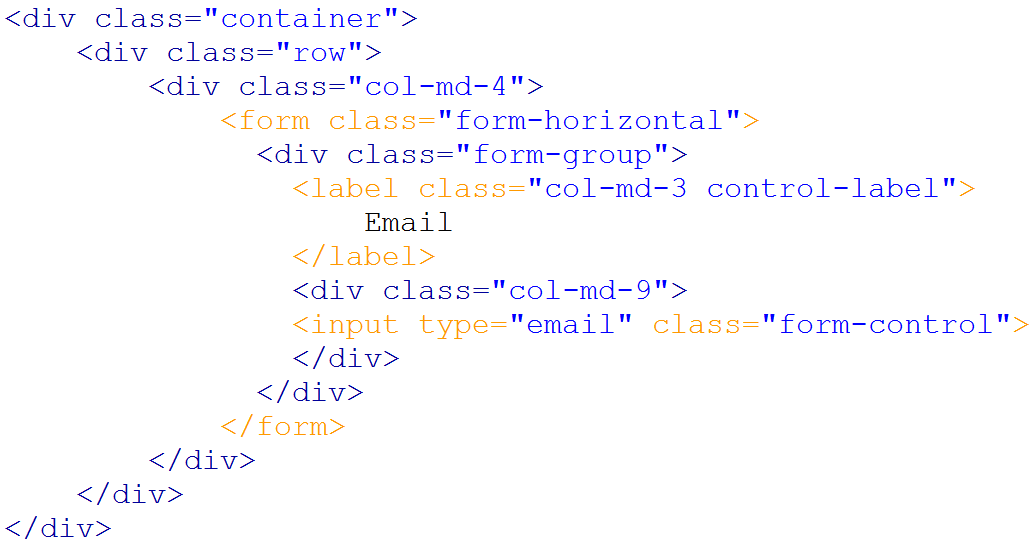 <div class="container">
    <div class="row">
        <div class="col-md-4">
            <form class="form-horizontal">
              <div class="form-group">
                <label class="col-md-3 control-label">
                    Email
                </label>
                <div class="col-md-9">
                <input type="email" class="form-control">
                </div>
              </div>
            </form>
        </div>
    </div>
</div>